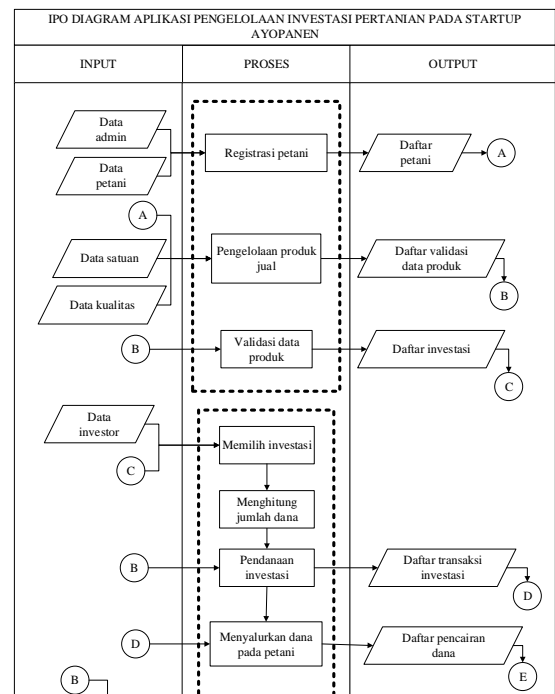 IPO DIAGRAM APLIKASI PENGELOLAAN INVESTASI PERTANIAN PADA STARTUP
AYOPANEN
INPUT
PROSES
OUTPUT
Data
admin
Data
petani
Registrasi petani
Daftar
petani
A
A
Data satuan
Data kualitas
Pengelolaan produk
jual
Daftar validasi
data produk
B
B
Validasi data
produk
Daftar investasi
C
Data
investor
C
Memilih investasi
Menghitung
jumlah dana
B
Pendanaan
investasi
Daftar transaksi
investasi
D
D
Menyalurkan dana
pada petani
Daftar pencairan
dana
E
B